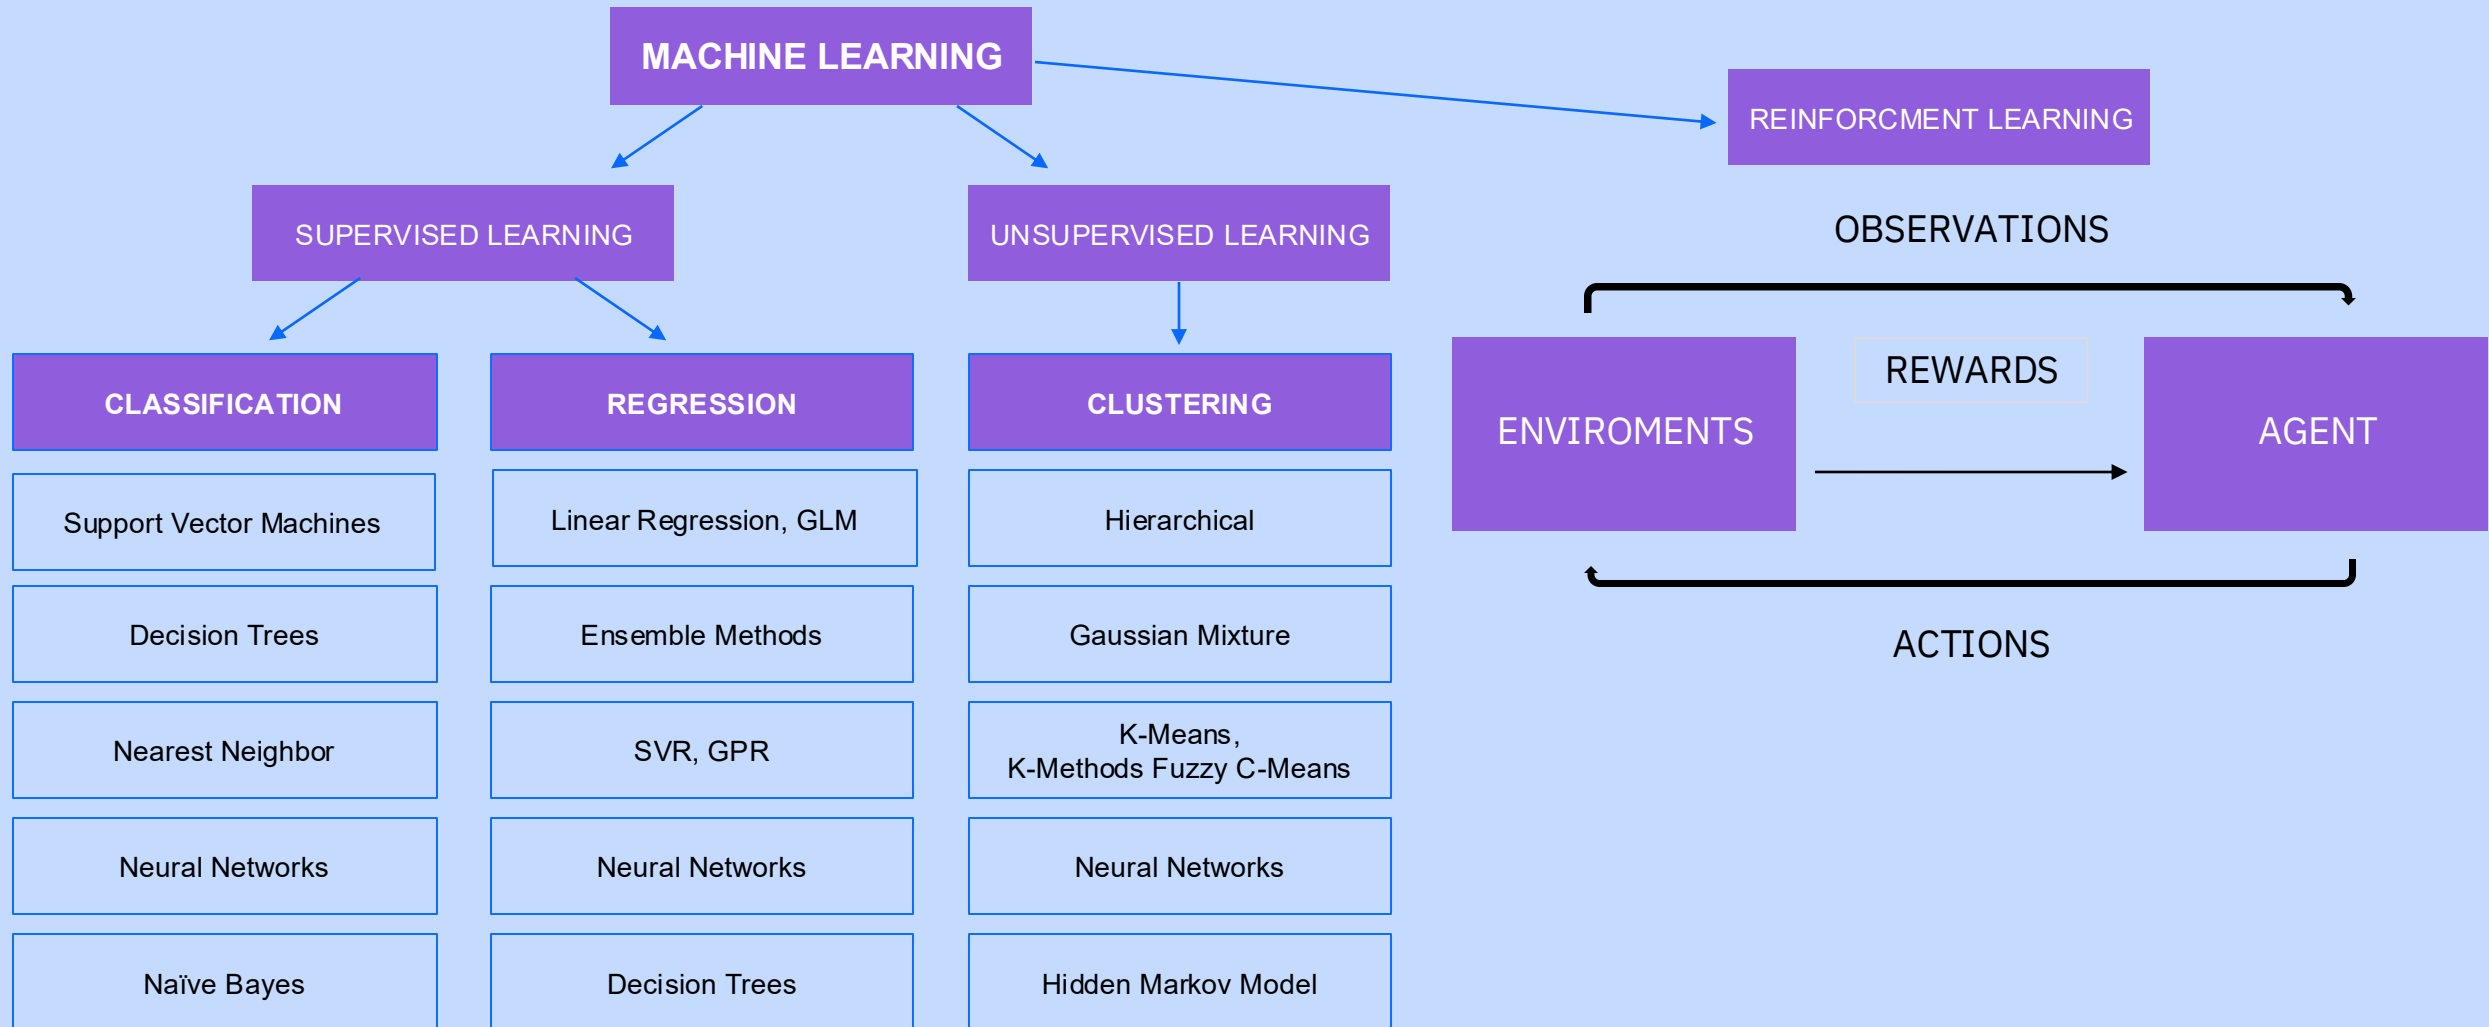 MACHINE LEARNING
REINFORCMENT LEARNING
SUPERVISED LEARNING
UNSUPERVISED LEARNING
OBSERVATIONS
CLASSIFICATION
REGRESSION
CLUSTERING
REWARDS
ENVIROMENTS
AGENT
Support Vector Machines
Linear Regression, GLM
Hierarchical
Decision Trees
Ensemble Methods
Gaussian Mixture
ACTIONS
Nearest Neighbor
SVR, GPR
K-Means,
K-Methods Fuzzy C-Means
Neural Networks
Neural Networks
Neural Networks
Naïve Bayes
Decision Trees
Hidden Markov Model